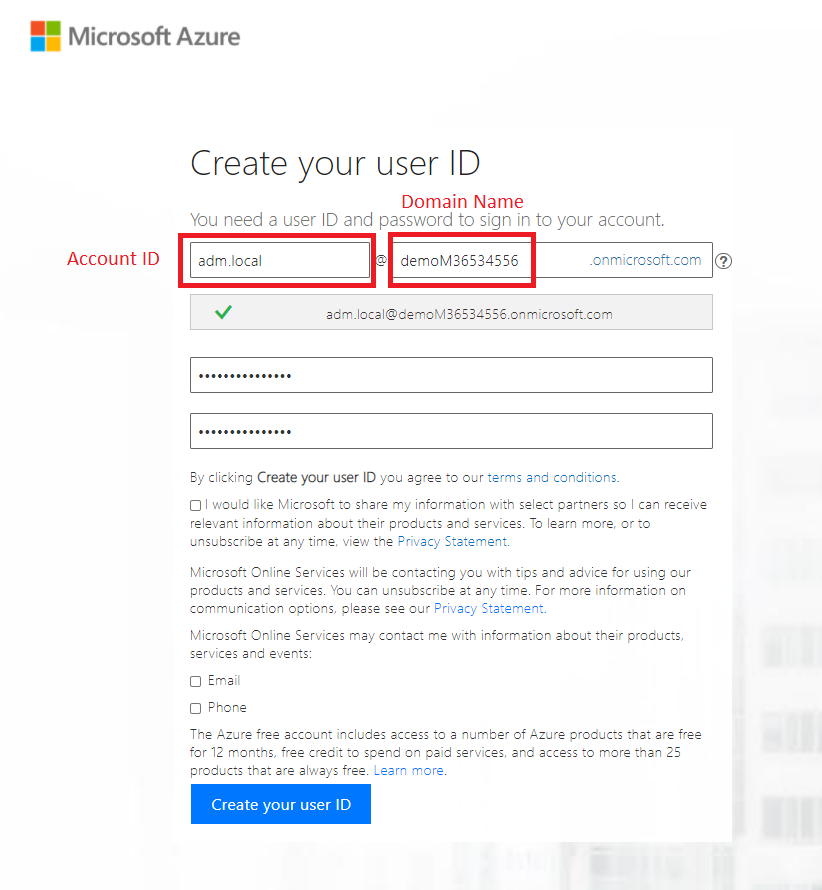 Microsoft Azure
Create your user ID
Domain Name
You need a user ID and password to sign in to your account.
Account ID
adm.local @ demoM36534556 .onmicrosoft.com ?
adm.local@demoM36534556.onmicrosoft.com
•••••••••••••••
•••••••••••••••
By clicking Create your user ID you agree to our terms and conditions.
I would like Microsoft to share my information with select partners so I can receive
relevant information about their products and services. To learn more, or to
unsubscribe at any time, view the Privacy Statement.
Microsoft Online Services will be contacting you with tips and advice for using our
products and services. You can unsubscribe at any time. For more information on
communication options, please see our Privacy Statement.
Microsoft Online Services may contact me with information about their products,
services and events:
Email
Phone
The Azure free account includes access to a number of Azure products that are free
for 12 months, free credit to spend on paid services, and access to more than 25
products that are always free. Learn more.
Create your user ID